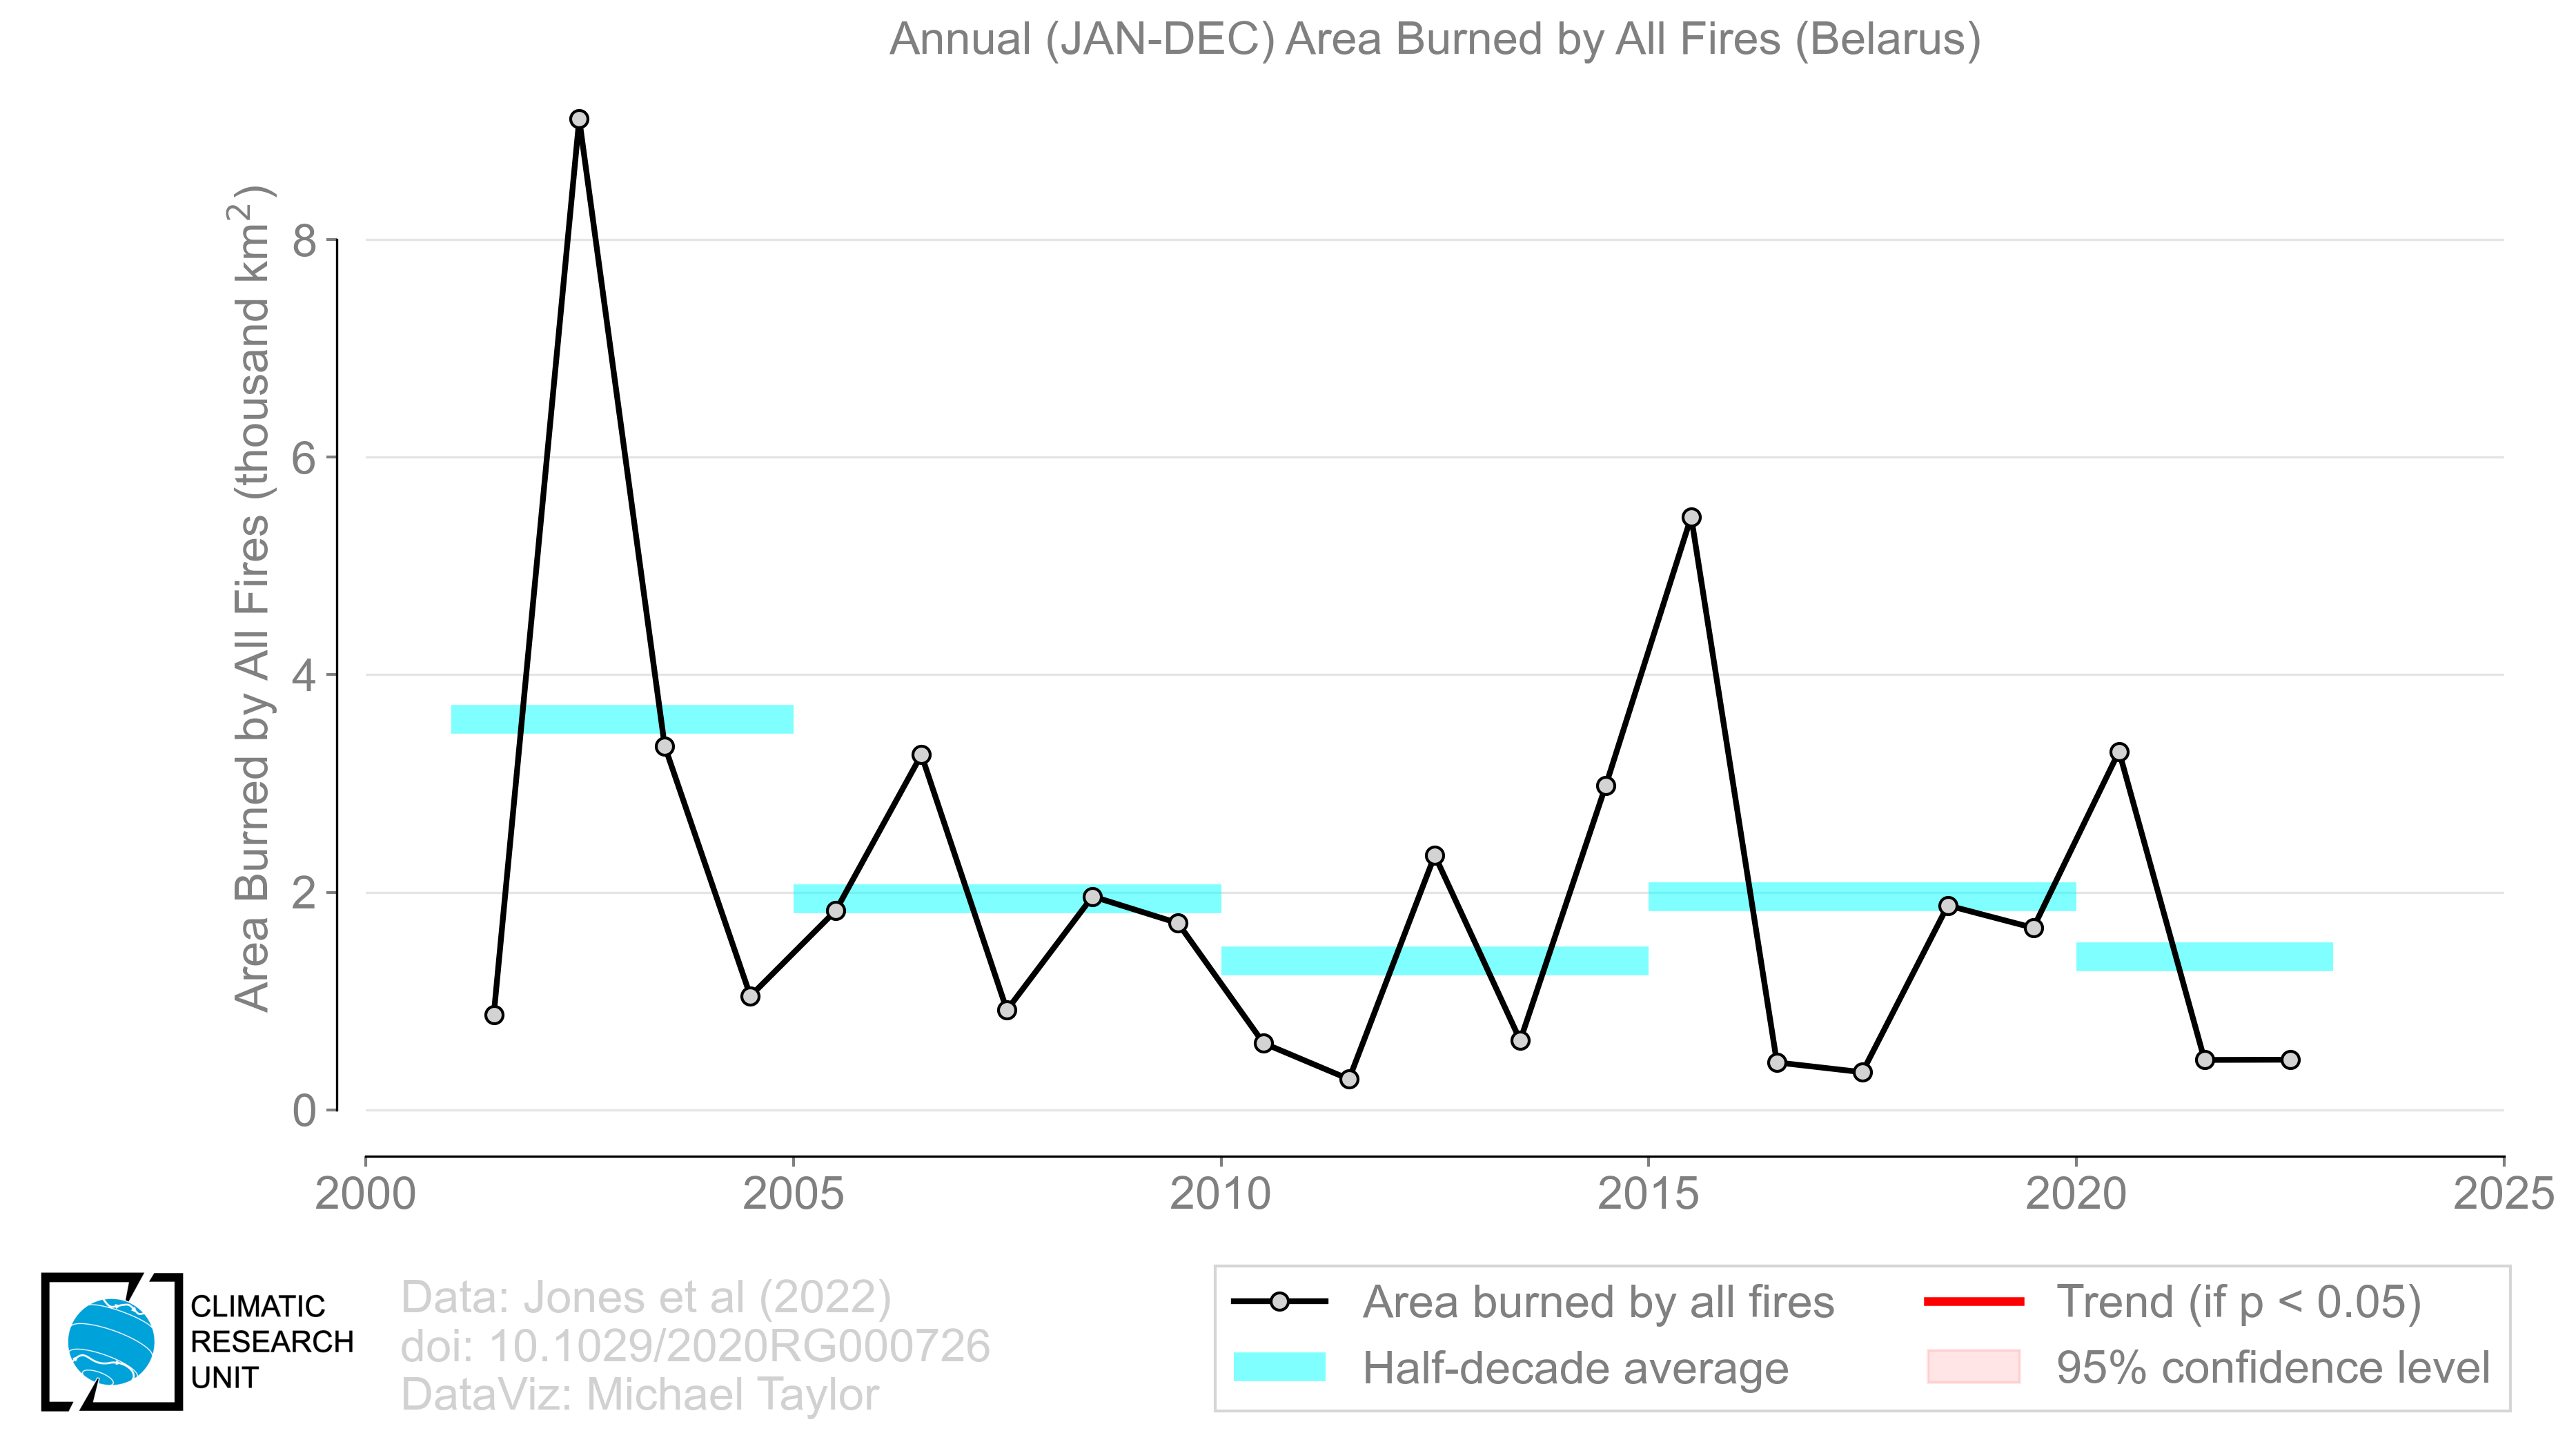 Annual (JAN-DEC) Area Burned by All Fires (Belarus)
Area Burned by All Fires (thousand km²)
8
6
4
2
0
2000 2005 2010 2015 2020 2025
CLIMATIC
RESEARCH
UNIT
Data: Jones et al (2022)
doi: 10.1029/2020RG000726
DataViz: Michael Taylor
Area burned by all fires
Half-decade average
Trend (if p < 0.05)
95% confidence level